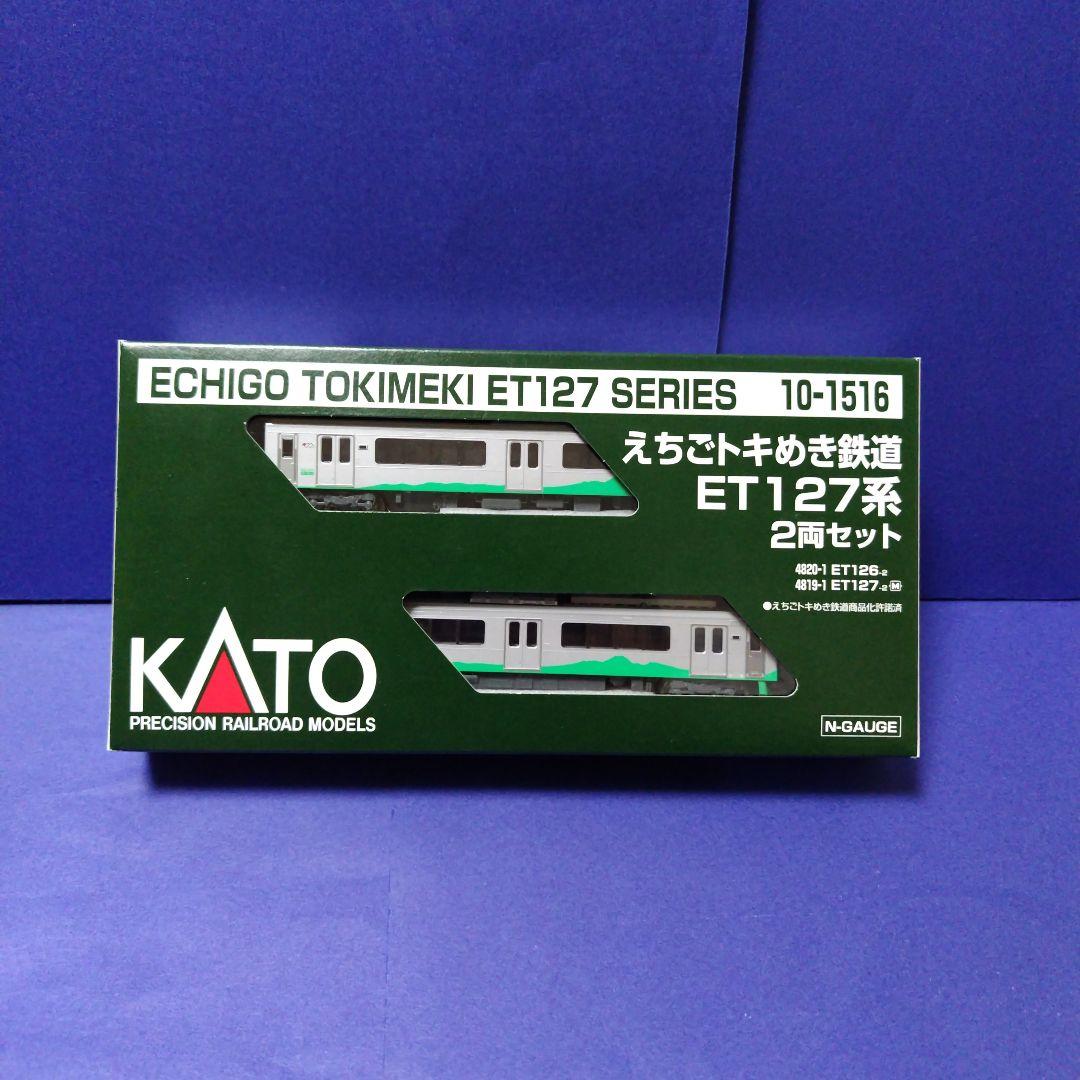 ECHIGO TOKIMEKI ET127 SERIES 10-1516
えちごトキめき鉄道
ET127系
2両セット
4820-1 ET126-2
4819-1 ET127-2 M
●えちごトキめき鉄道商品化許諾済
KATO
PRECISION RAILROAD MODELS
N-GAUGE